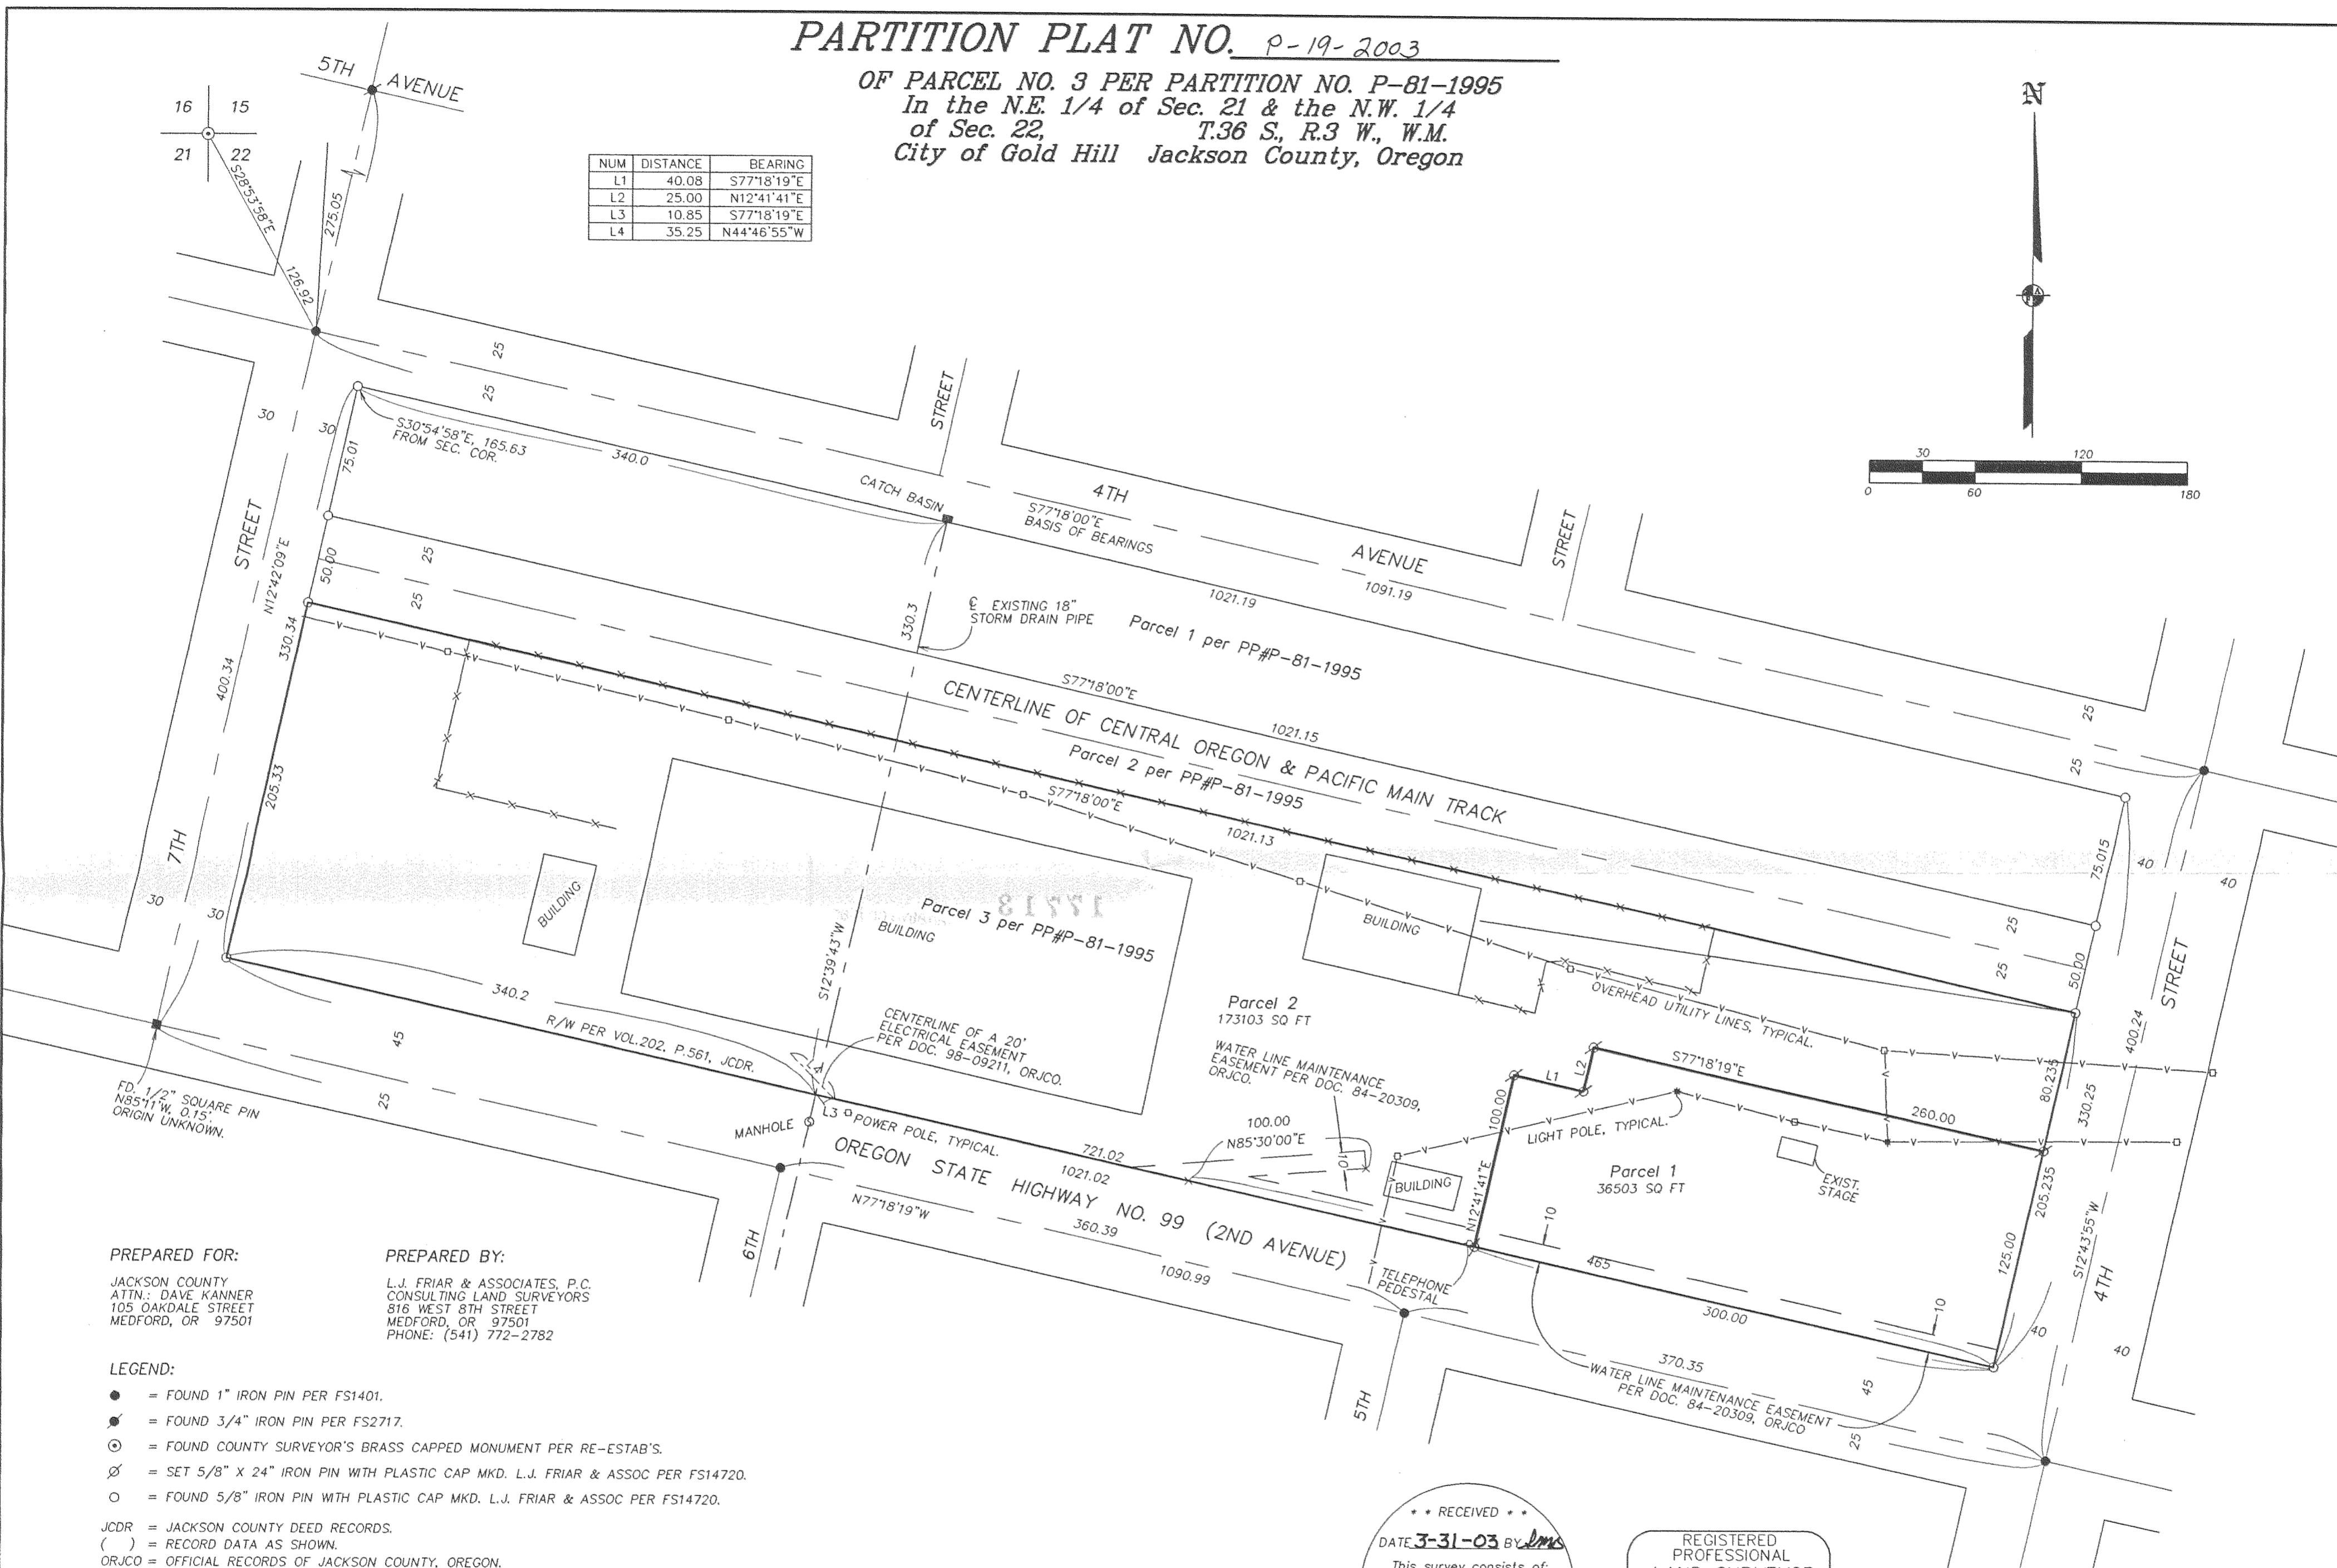 PARTITION PLAT NO. P-19-2003
OF PARCEL NO. 3 PER PARTITION NO. P-81-1995
In the N.E. 1/4 of Sec. 21 & the N.W. 1/4
of Sec. 22, T.36 S., R.3 W., W.M.
City of Gold Hill Jackson County, Oregon
5TH AVENUE
16 15
21 22
S28°53'58"E
126.92
275.05
NUM DISTANCE BEARING
L1 40.08 S77°18'19"E
L2 25.00 N12°41'41"E
L3 10.85 S77°18'19"E
L4 35.25 N44°46'55"W
N
30 120
0 60 180
25
25
30
30
75.01
S30°54'58"E, 165.63
FROM SEC. COR.
340.0
STREET
CATCH BASIN
4TH
S77°18'00"E
BASIS OF BEARINGS
AVENUE
1091.19
1021.19
STREET
STREET
N12°42'09"E
50.00
25
25
330.34
400.34
205.33
7TH
30
30
330.3
℄ EXISTING 18"
STORM DRAIN PIPE
Parcel 1 per PP#P-81-1995
S77°18'00"E
1021.15
CENTERLINE OF CENTRAL OREGON & PACIFIC MAIN TRACK
Parcel 2 per PP#P-81-1995
S77°18'00"E
1021.13
25
25
75.015
40
40
25
25
50.00
STREET
400.24
80.235
330.25
BUILDING
Parcel 3 per PP#P-81-1995
BUILDING
17713
BUILDING
S12°39'43"W
OVERHEAD UTILITY LINES, TYPICAL.
Parcel 2
173103 SQ FT
340.2
R/W PER VOL.202, P.561, JCDR.
CENTERLINE OF A 20'
ELECTRICAL EASEMENT
PER DOC. 98-09211, ORJCO.
WATER LINE MAINTENANCE
EASEMENT PER DOC. 84-20309,
ORJCO.
45
25
FD. 1/2" SQUARE PIN
N85°11'W, 0.15'.
ORIGIN UNKNOWN.
L4
L3
POWER POLE, TYPICAL.
MANHOLE
721.02
1021.02
100.00
N85°30'00"E
10
L1
L2
100.00
S77°18'19"E
260.00
LIGHT POLE, TYPICAL.
Parcel 1
36503 SQ FT
EXIST.
STAGE
BUILDING
N12°41'41"E
10
465
300.00
10
205.235
125.00
S12°43'55"W
4TH
40
40
OREGON STATE HIGHWAY NO. 99 (2ND AVENUE)
N77°18'19"W
360.39
1090.99
6TH
TELEPHONE
PEDESTAL
5TH
370.35
WATER LINE MAINTENANCE EASEMENT
PER DOC. 84-20309, ORJCO
45
25
PREPARED FOR:
JACKSON COUNTY
ATTN.: DAVE KANNER
105 OAKDALE STREET
MEDFORD, OR 97501
PREPARED BY:
L.J. FRIAR & ASSOCIATES, P.C.
CONSULTING LAND SURVEYORS
816 WEST 8TH STREET
MEDFORD, OR 97501
PHONE: (541) 772-2782
LEGEND:
= FOUND 1" IRON PIN PER FS1401.
= FOUND 3/4" IRON PIN PER FS2717.
= FOUND COUNTY SURVEYOR'S BRASS CAPPED MONUMENT PER RE-ESTAB'S.
= SET 5/8" X 24" IRON PIN WITH PLASTIC CAP MKD. L.J. FRIAR & ASSOC PER FS14720.
= FOUND 5/8" IRON PIN WITH PLASTIC CAP MKD. L.J. FRIAR & ASSOC PER FS14720.
JCDR = JACKSON COUNTY DEED RECORDS.
( ) = RECORD DATA AS SHOWN.
ORJCO = OFFICIAL RECORDS OF JACKSON COUNTY, OREGON.
* * RECEIVED * *
DATE 3-31-03 BY
This survey consists of:
REGISTERED
PROFESSIONAL